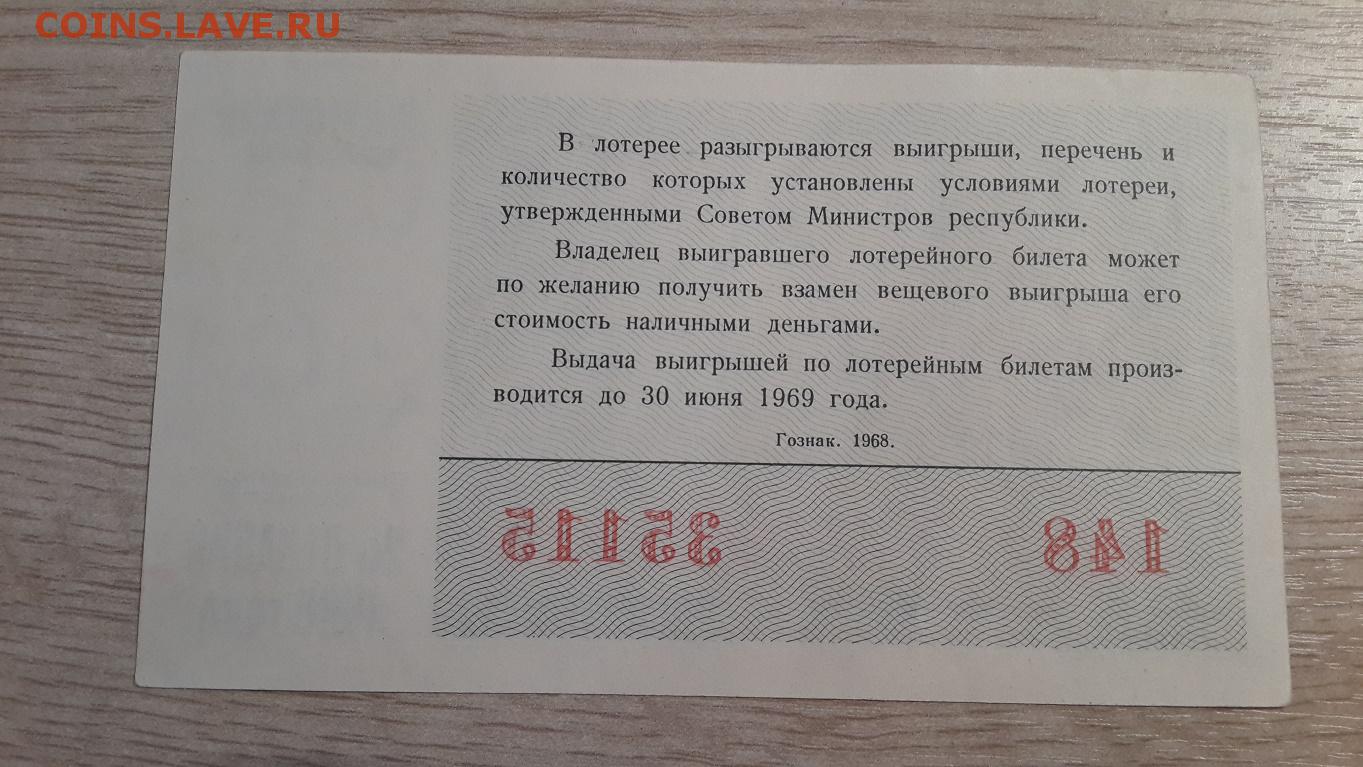 COINS.LAVE.RU
В лотерее разыгрываются выигрыши, перечень и
количество которых установлены условиями лотереи,
утвержденными Советом Министров республики.
Владелец выигравшего лотерейного билета может
по желанию получить взамен вещевого выигрыша его
стоимость наличными деньгами.
Выдача выигрышей по лотерейным билетам произ-
водится до 30 июня 1969 года.
Гознак. 1968.
35115 148